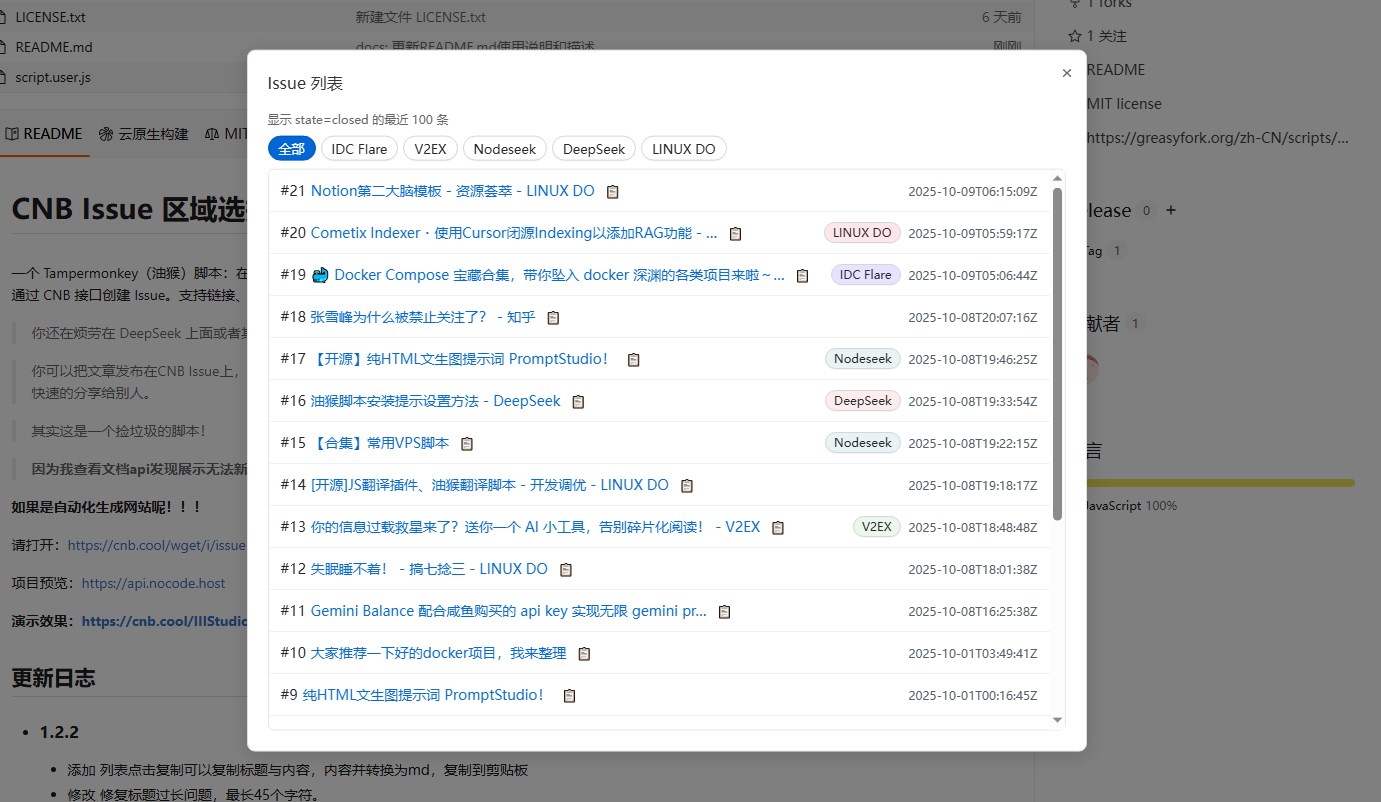 LICENSE.txt 新建文件 LICENSE.txt 6 天前
README.md docs: 更新README.md使用说明和描述 刚刚
script.user.js
README 云原生构建 MIT
CNB Issue 区域选
一个 Tampermonkey（油猴）脚本：在
通过 CNB 接口创建 Issue。支持链接、
你还在烦劳在 DeepSeek 上面或者
你可以把文章发布在CNB Issue上，
快速的分享给别人。
其实这是一个捡垃圾的脚本！
因为我查看文档api发现展示无法新
如果是自动化生成网站呢！！！
请打开：https://cnb.cool/wget/i/issue
项目预览：https://api.nocode.host
演示效果：https://cnb.cool/IIIStudio
更新日志
1.2.2
添加 列表点击复制可以复制标题与内容，内容并转换为md，复制到剪贴板
修改 修复标题过长问题，最长45个字符。
Issue 列表
×
显示 state=closed 的最近 100 条
全部 IDC Flare V2EX Nodeseek DeepSeek LINUX DO
#21 Notion第二大脑模板 - 资源荟萃 - LINUX DO 2025-10-09T06:15:09Z
#20 Cometix Indexer · 使用Cursor闭源Indexing以添加RAG功能 - ... LINUX DO 2025-10-09T05:59:17Z
#19 Docker Compose 宝藏合集，带你坠入 docker 深渊的各类项目来啦～... IDC Flare 2025-10-09T05:06:44Z
#18 张雪峰为什么被禁止关注了？ - 知乎 2025-10-08T20:07:16Z
#17 【开源】纯HTML文生图提示词 PromptStudio！ Nodeseek 2025-10-08T19:46:25Z
#16 油猴脚本安装提示设置方法 - DeepSeek DeepSeek 2025-10-08T19:33:54Z
#15 【合集】常用VPS脚本 Nodeseek 2025-10-08T19:22:15Z
#14 [开源]JS翻译插件、油猴翻译脚本 - 开发调优 - LINUX DO 2025-10-08T19:18:17Z
#13 你的信息过载救星来了？送你一个 AI 小工具，告别碎片化阅读！ - V2EX V2EX 2025-10-08T18:48:48Z
#12 失眠睡不着！ - 搞七捻三 - LINUX DO 2025-10-08T18:01:38Z
#11 Gemini Balance 配合咸鱼购买的 api key 实现无限 gemini pr... 2025-10-08T16:25:38Z
#10 大家推荐一下好的docker项目，我来整理 2025-10-01T03:49:41Z
#9 纯HTML文生图提示词 PromptStudio！ 2025-10-01T00:16:45Z
1 forks
1 关注
README
MIT license
https://greasyfork.org/zh-CN/scripts/...
lease 0 +
Tag 1
献者 1
言
JavaScript 100%